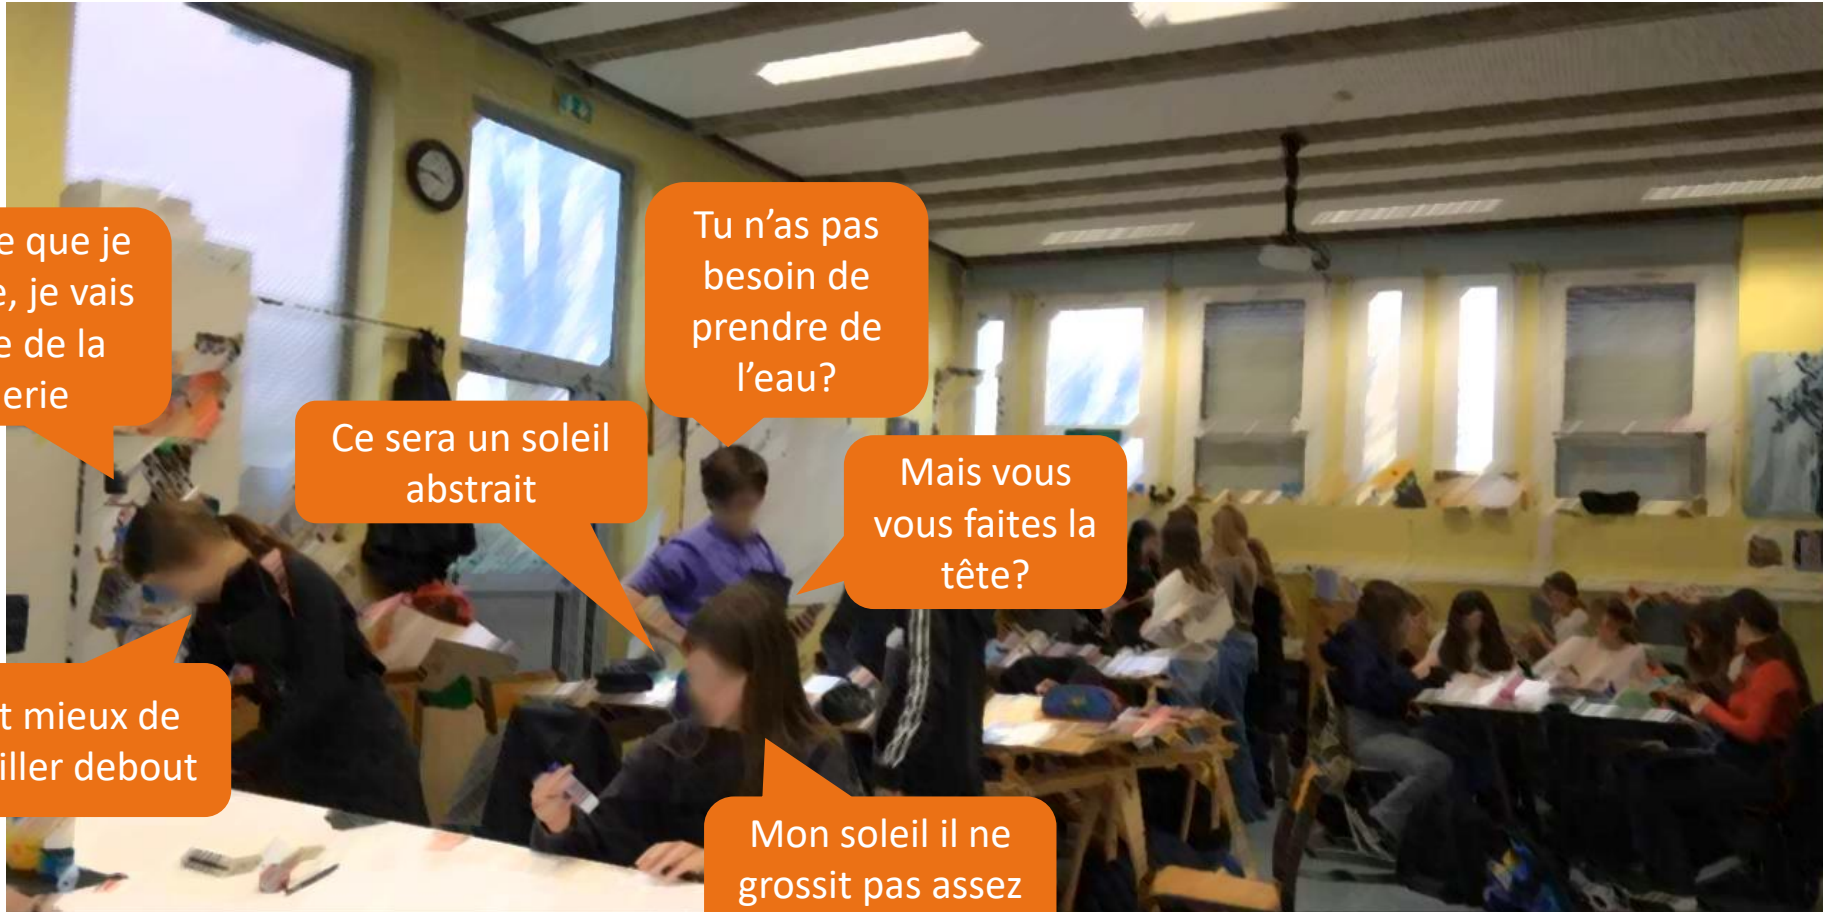 e que je
, je vais
e de la
erie
Tu n’as pas
besoin de
prendre de
l’eau?
Ce sera un soleil
abstrait
Mais vous
vous faites la
tête?
t mieux de
iller debout
Mon soleil il ne
grossit pas assez